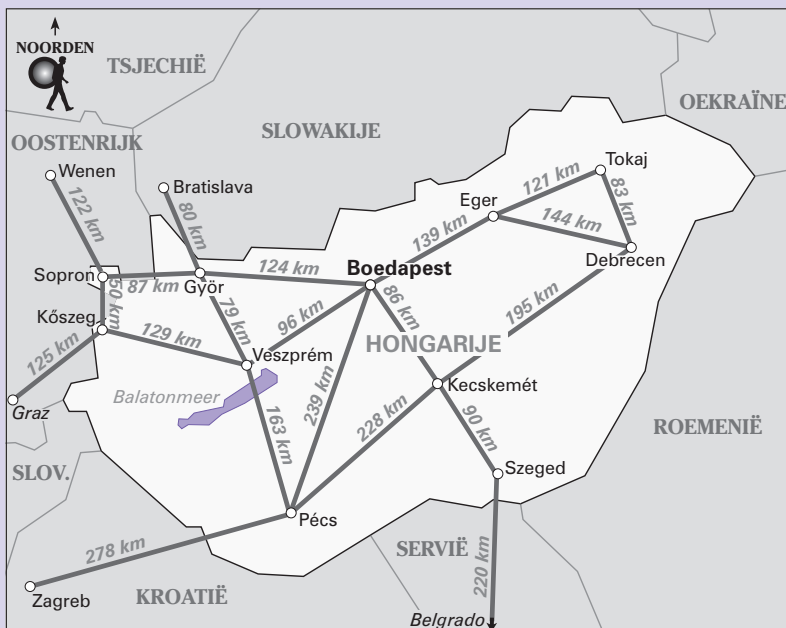 NOORDEN
TSJECHIË
OEKRAÏNE
SLOWAKIJE
OOSTENRIJK
Wenen
Bratislava
Tokaj
121 km
83 km
Eger
144 km
122 km
80 km
139 km
Debrecen
Sopron
87 km
Györ
124 km
Boedapest
50 km
79 km
96 km
86 km
195 km
Kőszeg
129 km
HONGARIJE
125 km
Veszprém
Kecskemét
Balatonmeer
239 km
228 km
90 km
Graz
163 km
ROEMENIË
SLOV.
Szeged
Pécs
278 km
SERVIË
220 km
Zagreb
KROATIË
Belgrado